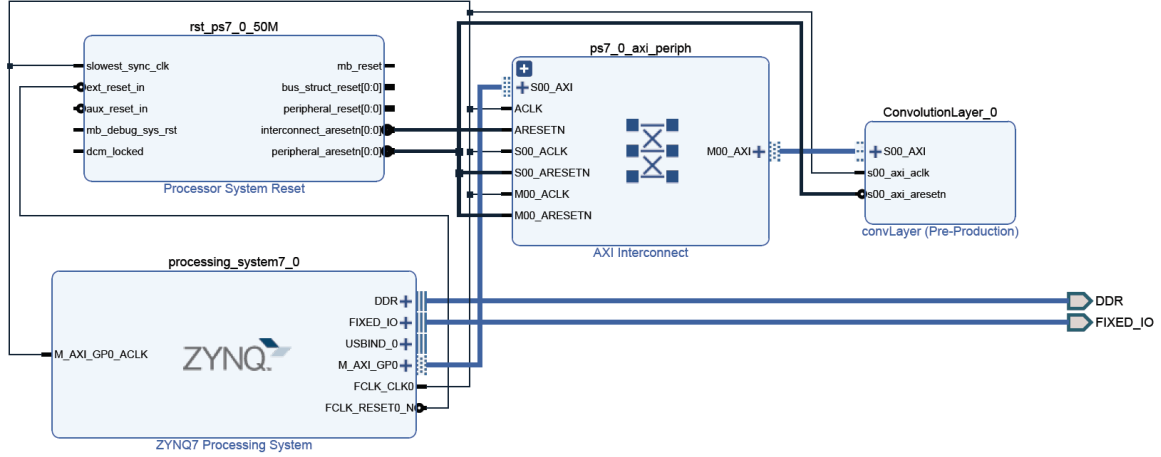 rst_ps7_0_50M
slowest_sync_clk
ext_reset_in
aux_reset_in
mb_debug_sys_rst
dcm_locked
mb_reset
bus_struct_reset[0:0]
peripheral_reset[0:0]
interconnect_aresetn[0:0]
peripheral_aresetn[0:0]
Processor System Reset
ps7_0_axi_periph
S00_AXI
ACLK
ARESETN
S00_ACLK
S00_ARESETN
M00_ACLK
M00_ARESETN
M00_AXI
AXI Interconnect
ConvolutionLayer_0
S00_AXI
s00_axi_aclk
s00_axi_aresetn
convLayer (Pre-Production)
processing_system7_0
M_AXI_GP0_ACLK
ZYNQ
DDR
FIXED_IO
USBIND_0
M_AXI_GP0
FCLK_CLK0
FCLK_RESET0_N
ZYNQ7 Processing System
DDR
FIXED_IO